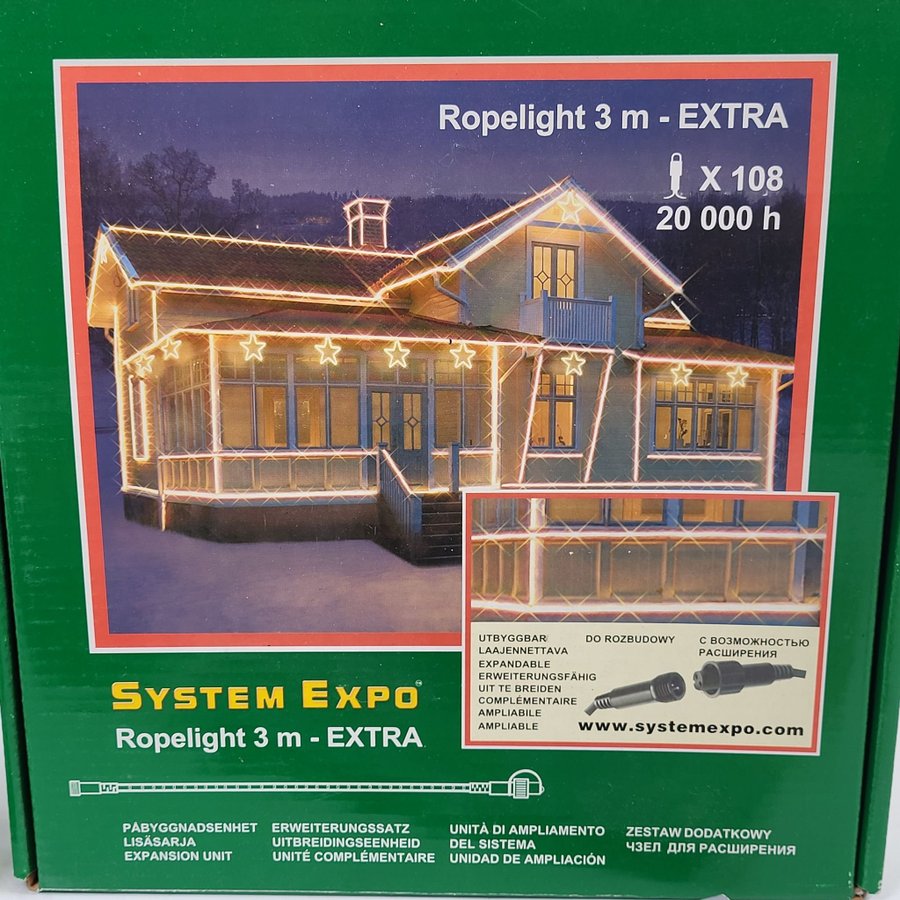 Ropelight 3 m - EXTRA
X 108
20 000 h
UTBYGGBAR
LAAJENNETTAVA
EXPANDABLE
ERWEITERUNGSFÄHIG
UIT TE BREIDEN
COMPLÉMENTAIRE
AMPLIABILE
AMPLIABLE
DO ROZBUDOWY
С ВОЗМОЖНОСТЬЮ
РАСШИРЕНИЯ
www.systemexpo.com
SYSTEM EXPO™
Ropelight 3 m - EXTRA
PÅBYGGNADSENHET
LISÄSARJA
EXPANSION UNIT
ERWEITERUNGSSATZ
UITBREIDINGSEENHEID
UNITÉ COMPLÉMENTAIRE
UNITÀ DI AMPLIAMENTO
DEL SISTEMA
UNIDAD DE AMPLIACIÓN
ZESTAW DODATKOWY
ЧЗЕЛ ДЛЯ РАСШИРЕНИЯ